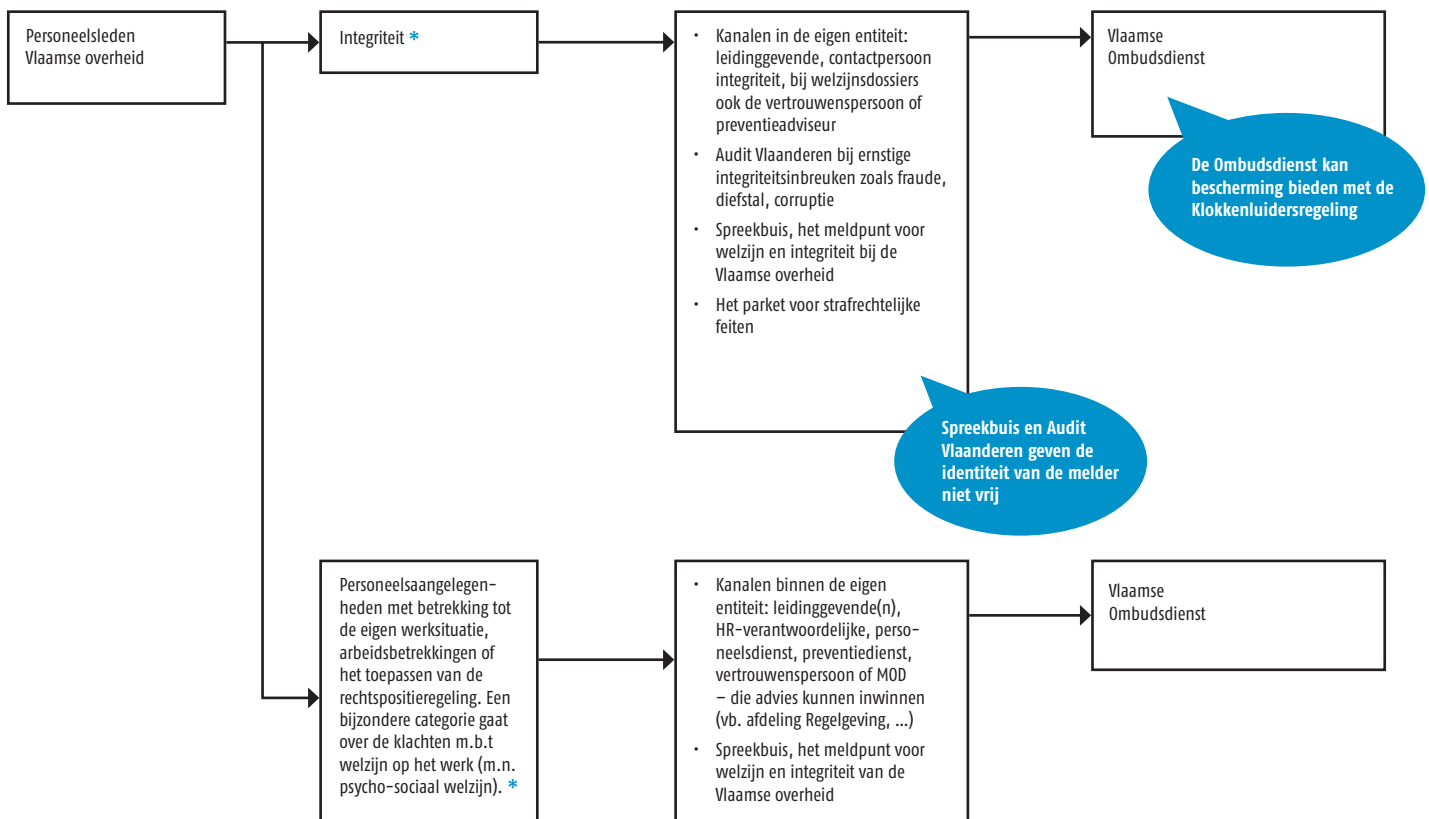 Personeelsleden
Vlaamse overheid
Integriteit *
• Kanalen in de eigen entiteit:
leidinggevende, contactpersoon
integriteit, bij welzijnsdossiers
ook de vertrouwenspersoon of
preventieadviseur
• Audit Vlaanderen bij ernstige
integriteitsinbreuken zoals fraude,
diefstal, corruptie
• Spreekbuis, het meldpunt voor
welzijn en integriteit bij de
Vlaamse overheid
• Het parket voor strafrechtelijke
feiten
Spreekbuis en Audit
Vlaanderen geven de
identiteit van de melder
niet vrij
Vlaamse
Ombudsdienst
De Ombudsdienst kan
bescherming bieden met de
Klokkenluidersregeling
Personeelsaangelegen-
heden met betrekking tot
de eigen werksituatie,
arbeidsbetrekkingen of
het toepassen van de
rechtspositieregeling. Een
bijzondere categorie gaat
over de klachten m.b.t
welzijn op het werk (m.n.
psycho-sociaal welzijn). *
• Kanalen binnen de eigen
entiteit: leidinggevende(n),
HR-verantwoordelijke, perso-
neelsdienst, preventiedienst,
vertrouwenspersoon of MOD
– die advies kunnen inwinnen
(vb. afdeling Regelgeving, ...)
• Spreekbuis, het meldpunt voor
welzijn en integriteit van de
Vlaamse overheid
Vlaamse
Ombudsdienst